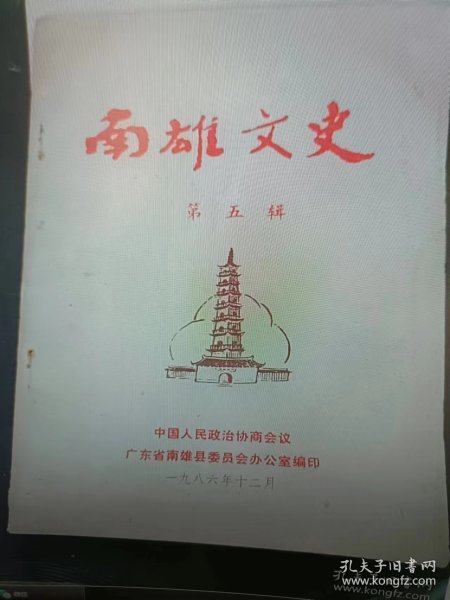 南雄文史
第五辑
中国人民政治协商会议
广东省南雄县委员会办公室编印
一九八六年十二月
孔夫子旧书网
www.kongfz.com